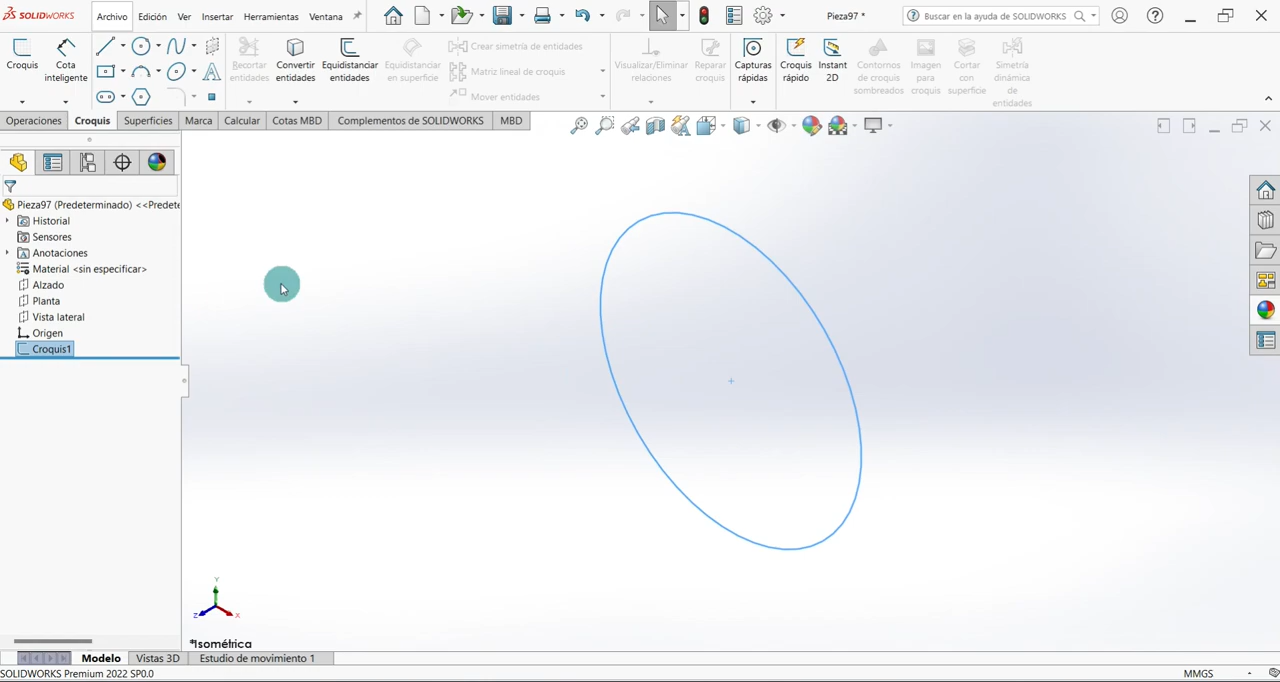 SOLIDWORKS
Archivo Edición Ver Insertar Herramientas Ventana
Pieza97 *
Buscar en la ayuda de SOLIDWORKS
Croquis
Cota inteligente
Recortar entidades
Convertir entidades
Equidistanciar entidades
Equidistanciar en superficie
Crear simetría de entidades
Matriz lineal de croquis
Mover entidades
Visualizar/Eliminar relaciones
Reparar croquis
Capturas rápidas
Croquis rápido
Instant 2D
Contornos de croquis sombreados
Imagen para croquis
Cortar con superficie
Simetría dinámica de entidades
Operaciones Croquis Superficies Marca Calcular Cotas MBD Complementos de SOLIDWORKS MBD
Pieza97 (Predeterminado) <<Predete
Historial
Sensores
Anotaciones
Material <sin especificar>
Alzado
Planta
Vista lateral
Origen
Croquis1
Y
Z X
*Isométrica
Modelo Vistas 3D Estudio de movimiento 1
SOLIDWORKS Premium 2022 SP0.0
MMGS